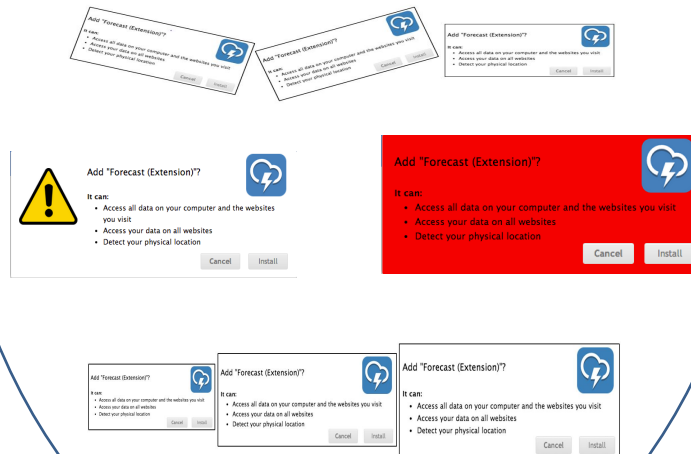 Add "Forecast (Extension)"?
It can:
• Access all data on your computer and the websites you visit
• Access your data on all websites
• Detect your physical location
Cancel Install
Add "Forecast (Extension)"?
It can:
• Access all data on your computer and the websites you visit
• Access your data on all websites
• Detect your physical location
Cancel Install
Add "Forecast (Extension)"?
It can:
• Access all data on your computer and the websites you visit
• Access your data on all websites
• Detect your physical location
Cancel Install
Add "Forecast (Extension)"?
It can:
• Access all data on your computer and the websites
you visit
• Access your data on all websites
• Detect your physical location
Cancel Install
Add "Forecast (Extension)"?
It can:
• Access all data on your computer and the websites you visit
• Access your data on all websites
• Detect your physical location
Cancel Install
Add "Forecast (Extension)"?
It can:
• Access all data on your computer and the websites you visit
• Access your data on all websites
• Detect your physical location
Cancel Install
Add "Forecast (Extension)"?
It can:
• Access all data on your computer and the websites you visit
• Access your data on all websites
• Detect your physical location
Cancel Install
Add "Forecast (Extension)"?
It can:
• Access all data on your computer and the websites you visit
• Access your data on all websites
• Detect your physical location
Cancel Install